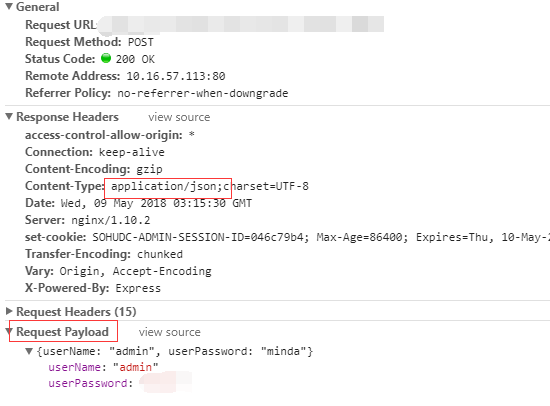 General
Request URL:
Request Method: POST
Status Code: 200 OK
Remote Address: 10.16.57.113:80
Referrer Policy: no-referrer-when-downgrade
Response Headers view source
access-control-allow-origin: *
Connection: keep-alive
Content-Encoding: gzip
Content-Type: application/json;charset=UTF-8
Date: Wed, 09 May 2018 03:15:30 GMT
Server: nginx/1.10.2
set-cookie: SOHUDC-ADMIN-SESSION-ID=046c79b4; Max-Age=86400; Expires=Thu, 10-May-2
Transfer-Encoding: chunked
Vary: Origin, Accept-Encoding
X-Powered-By: Express
Request Headers (15)
Request Payload view source
{userName: "admin", userPassword: "minda"}
userName: "admin"
userPassword: